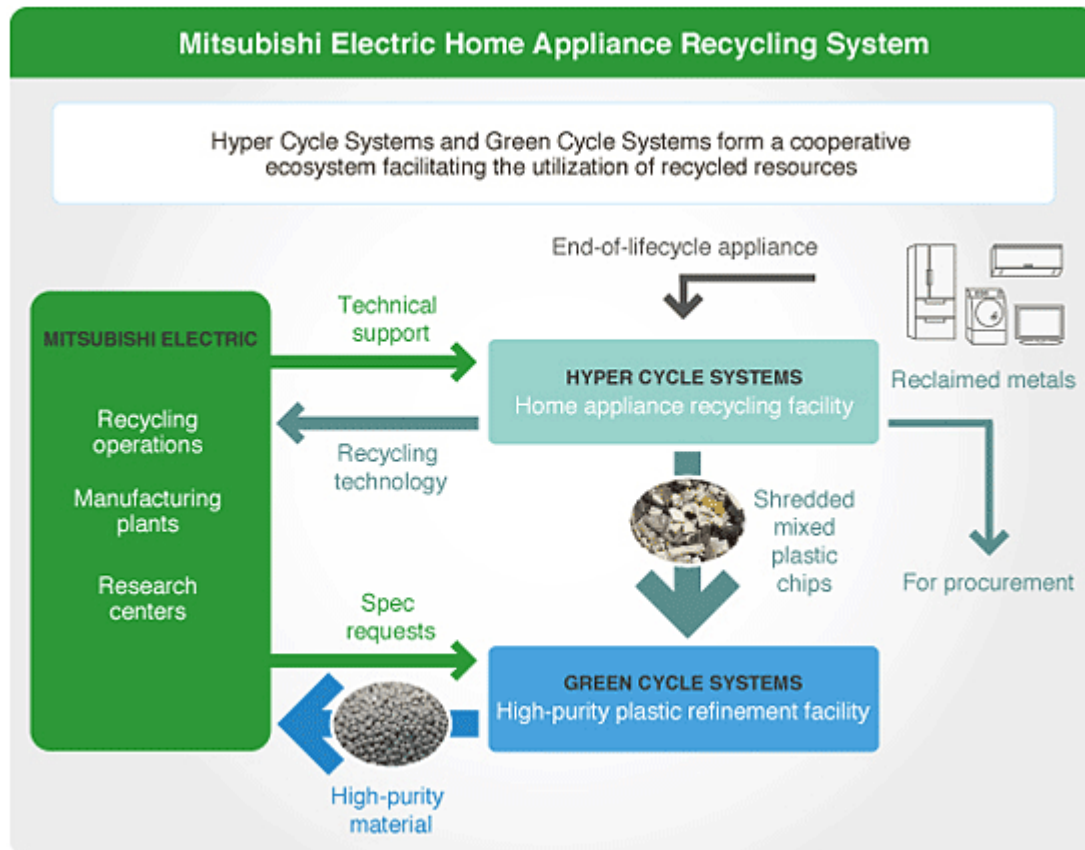 Mitsubishi Electric Home Appliance Recycling System
Hyper Cycle Systems and Green Cycle Systems form a cooperative
ecosystem facilitating the utilization of recycled resources
End-of-lifecycle appliance
Technical
support
MITSUBISHI ELECTRIC
HYPER CYCLE SYSTEMS
Home appliance recycling facility
Reclaimed metals
Recycling
operations
Recycling
technology
Manufacturing
plants
Shredded
mixed
plastic
chips
Research
centers
For procurement
Spec
requests
GREEN CYCLE SYSTEMS
High-purity plastic refinement facility
High-purity
material